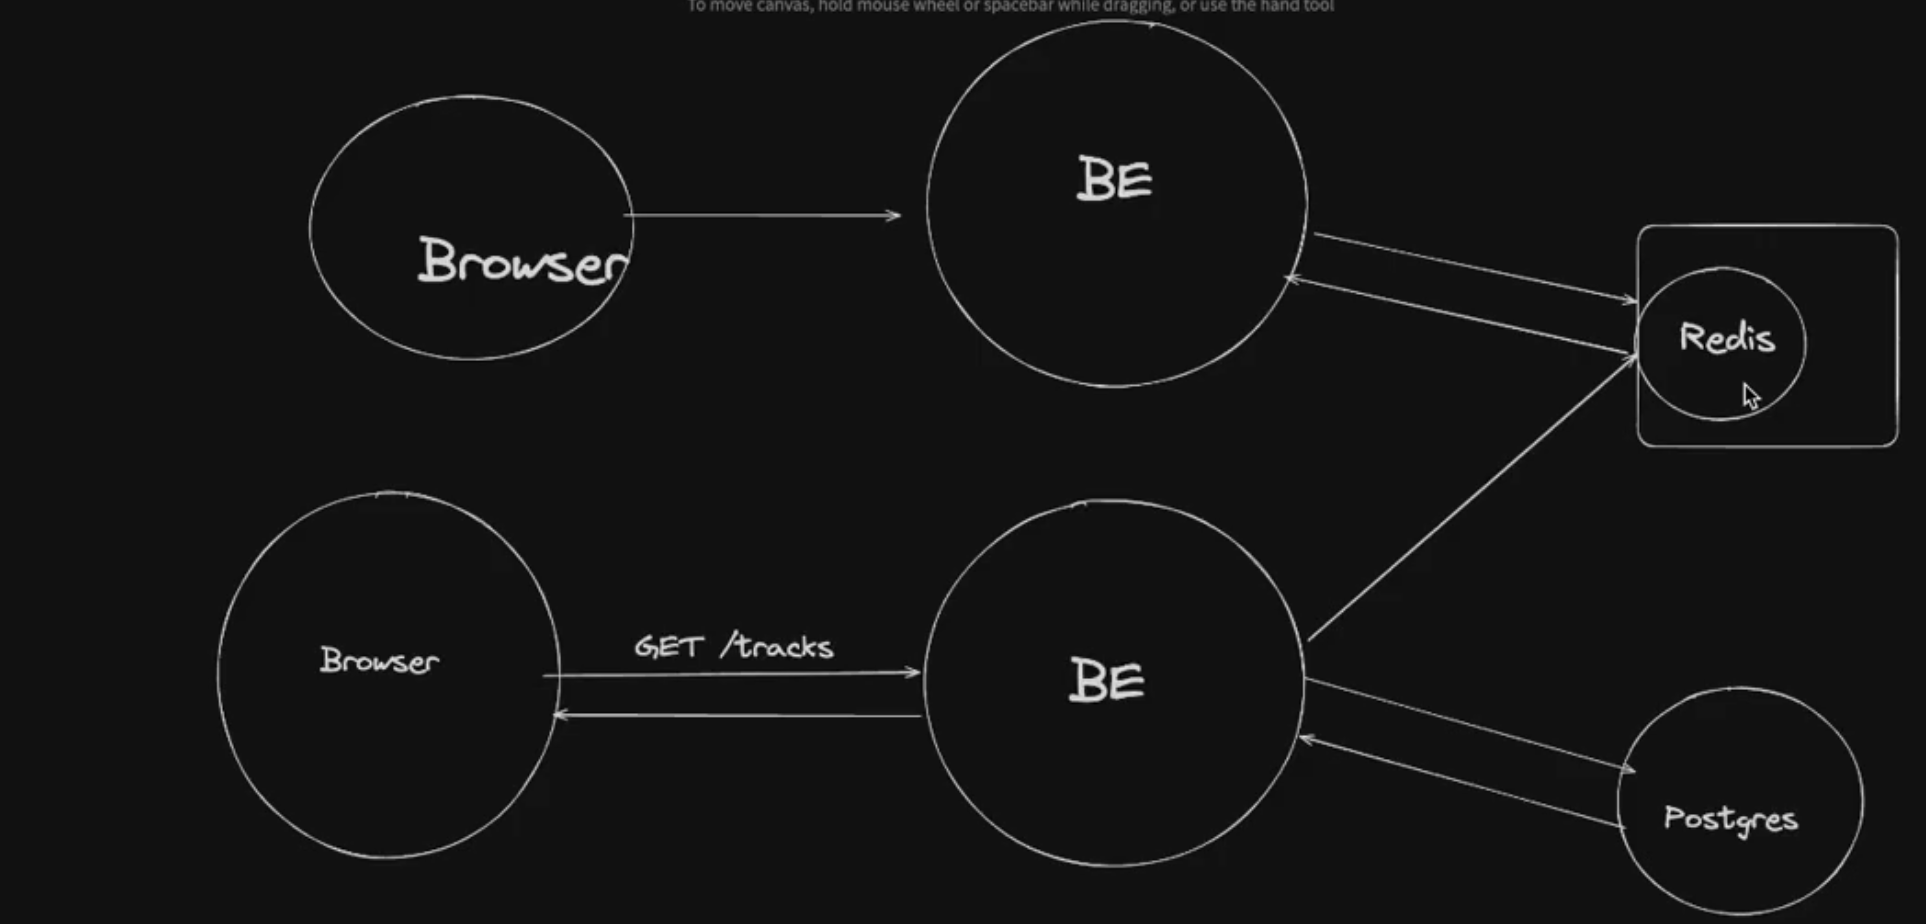 To move canvas, hold mouse wheel or spacebar while dragging, or use the hand tool
BE
Browser
Redis
GET /tracks
Browser
BE
Postgres